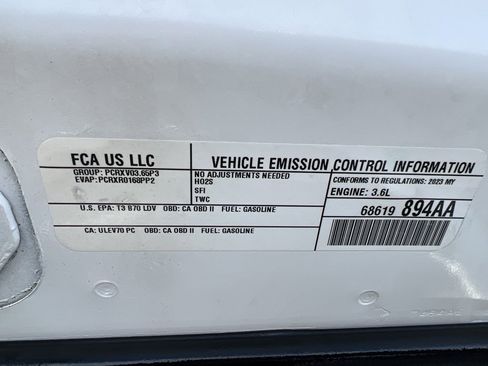 FCA US LLC
GROUP: PCRXV03.65P3
EVAP: PCRXR0168PP2
VEHICLE EMISSION CONTROL INFORMATION
NO ADJUSTMENTS NEEDED
HO2S
SFI
TWC
CONFORMS TO REGULATIONS: 2023 MY
ENGINE: 3.6L
U.S. EPA: T3 B70 LDV OBD: CA OBD II FUEL: GASOLINE
CA: ULEV70 PC OBD: CA OBD II FUEL: GASOLINE
68619 894AA